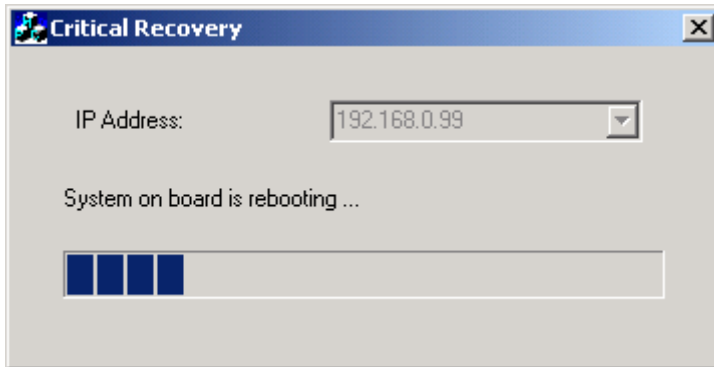 Critical Recovery
IP Address:
192.168.0.99
System on board is rebooting ...